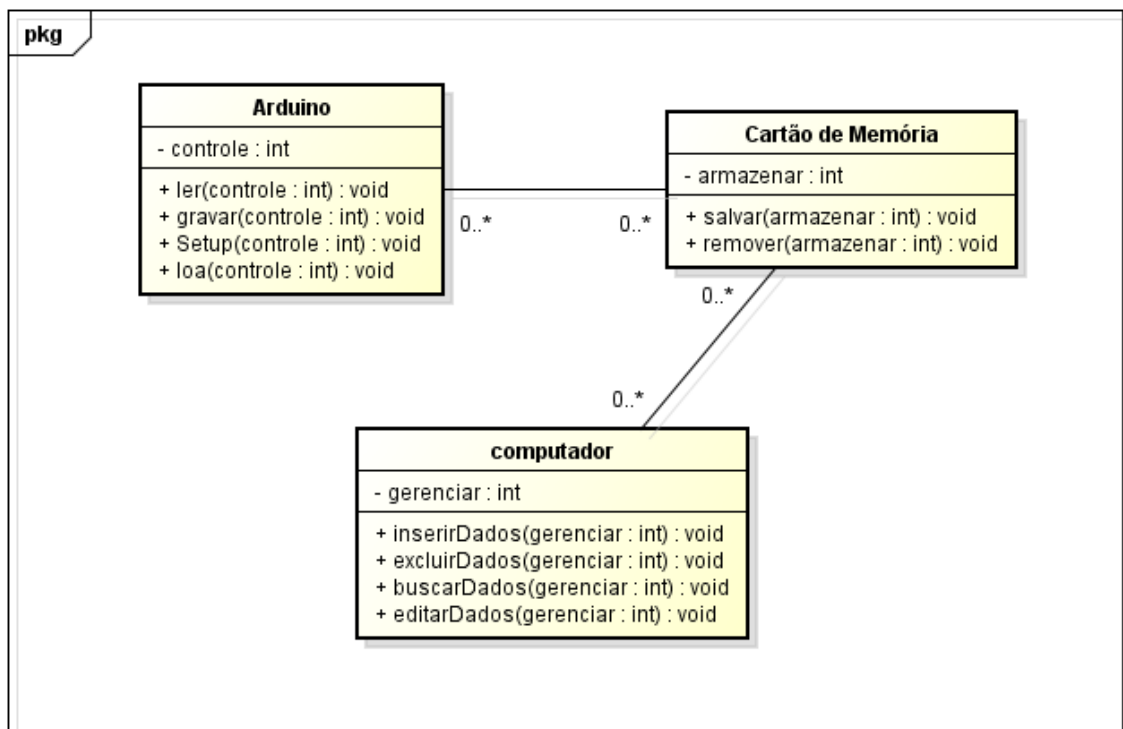 pkg
Arduino
- controle : int
+ ler(controle : int) : void
+ gravar(controle : int) : void
+ Setup(controle : int) : void
+ loa(controle : int) : void
0..*
0..*
Cartão de Memória
- armazenar : int
+ salvar(armazenar : int) : void
+ remover(armazenar : int) : void
0..*
0..*
computador
- gerenciar : int
+ inserirDados(gerenciar : int) : void
+ excluirDados(gerenciar : int) : void
+ buscarDados(gerenciar : int) : void
+ editarDados(gerenciar : int) : void